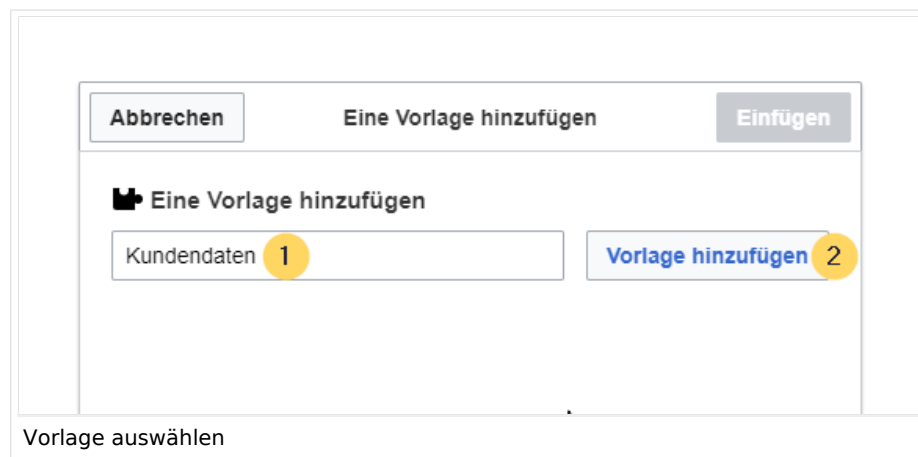 Abbrechen Eine Vorlage hinzufügen Einfügen
Eine Vorlage hinzufügen
Kundendaten 1 Vorlage hinzufügen 2
Vorlage auswählen